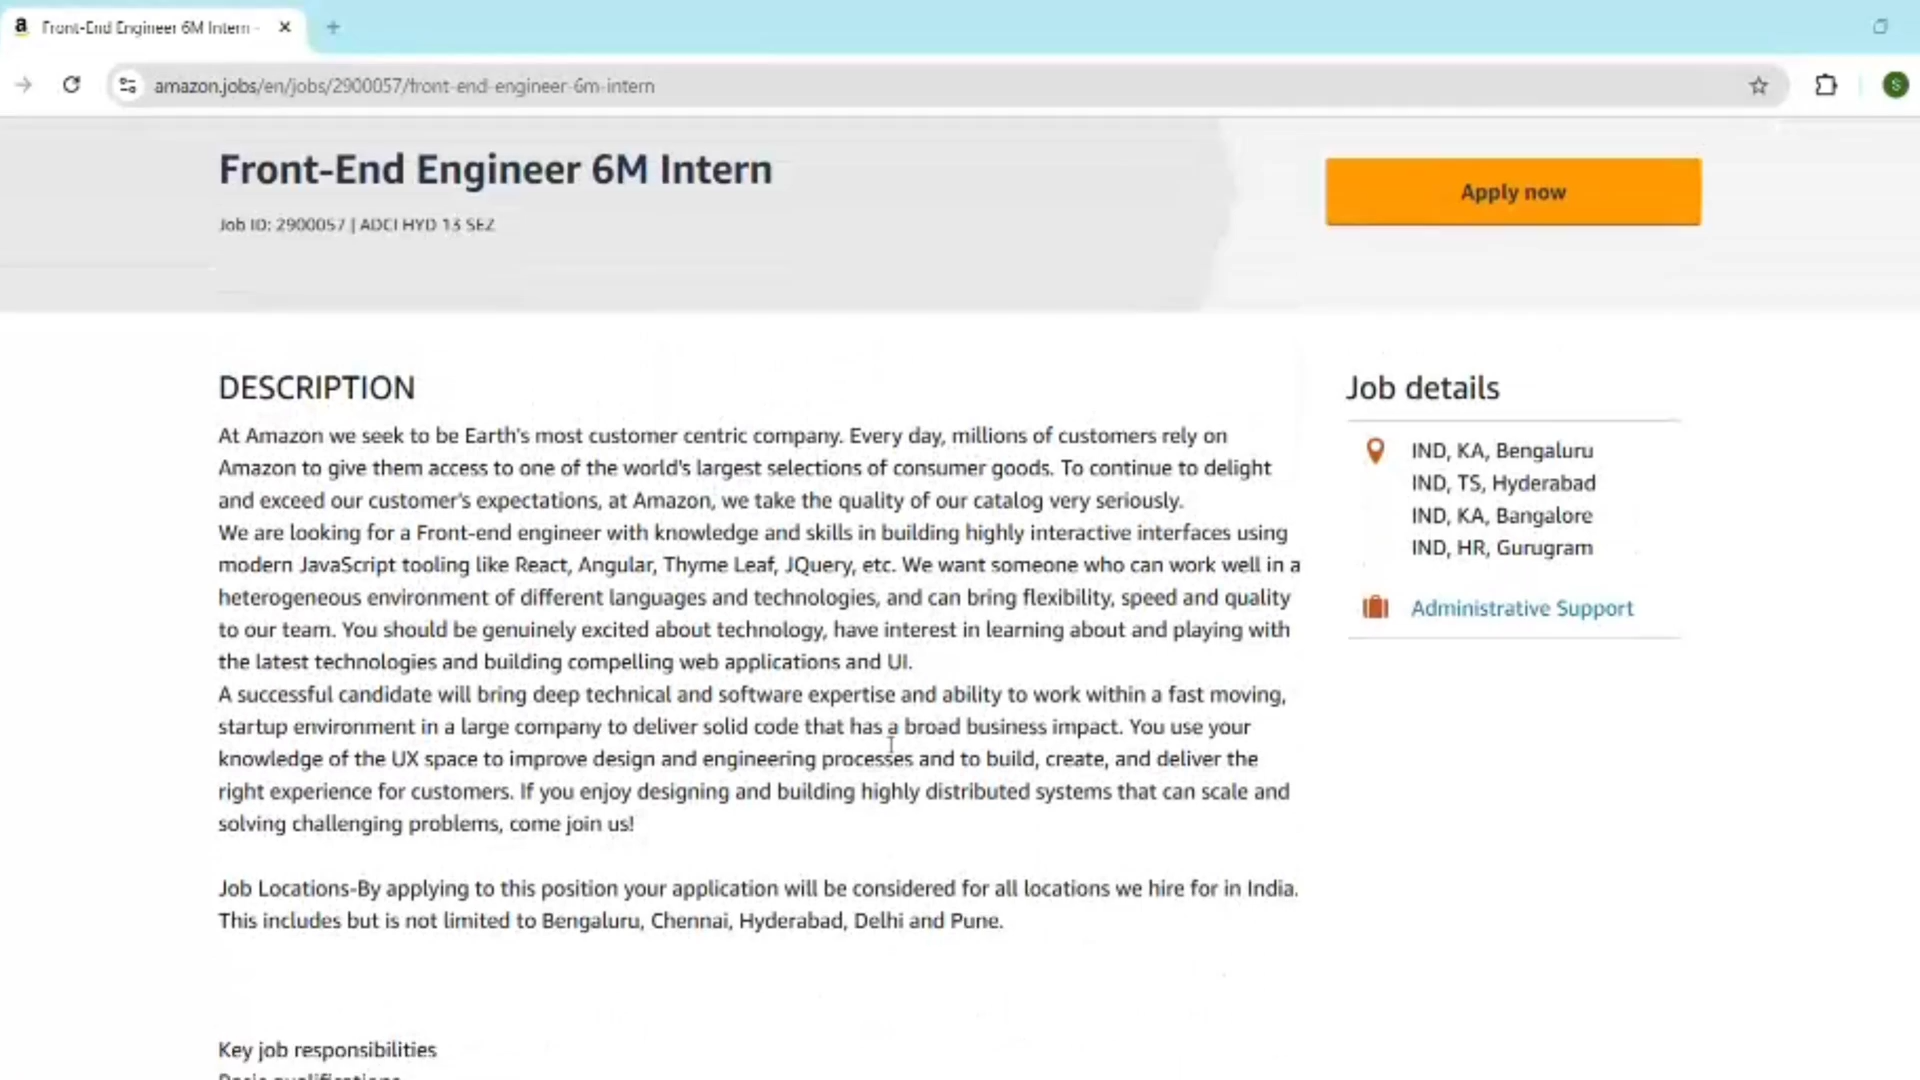 a Front-End Engineer 6M Intern -
amazon.jobs/en/jobs/2900057/front-end-engineer-6m-intern
S
Front-End Engineer 6M Intern
Apply now
Job ID: 2900057 | ADCI HYD 13 SEZ
DESCRIPTION
At Amazon we seek to be Earth's most customer centric company. Every day, millions of customers rely on
Amazon to give them access to one of the world's largest selections of consumer goods. To continue to delight
and exceed our customer's expectations, at Amazon, we take the quality of our catalog very seriously.
We are looking for a Front-end engineer with knowledge and skills in building highly interactive interfaces using
modern JavaScript tooling like React, Angular, Thyme Leaf, JQuery, etc. We want someone who can work well in a
heterogeneous environment of different languages and technologies, and can bring flexibility, speed and quality
to our team. You should be genuinely excited about technology, have interest in learning about and playing with
the latest technologies and building compelling web applications and UI.
A successful candidate will bring deep technical and software expertise and ability to work within a fast moving,
startup environment in a large company to deliver solid code that has a broad business impact. You use your
knowledge of the UX space to improve design and engineering processes and to build, create, and deliver the
right experience for customers. If you enjoy designing and building highly distributed systems that can scale and
solving challenging problems, come join us!
Job Locations-By applying to this position your application will be considered for all locations we hire for in India.
This includes but is not limited to Bengaluru, Chennai, Hyderabad, Delhi and Pune.
Key job responsibilities
Basic qualifications
Job details
IND, KA, Bengaluru
IND, TS, Hyderabad
IND, KA, Bangalore
IND, HR, Gurugram
Administrative Support